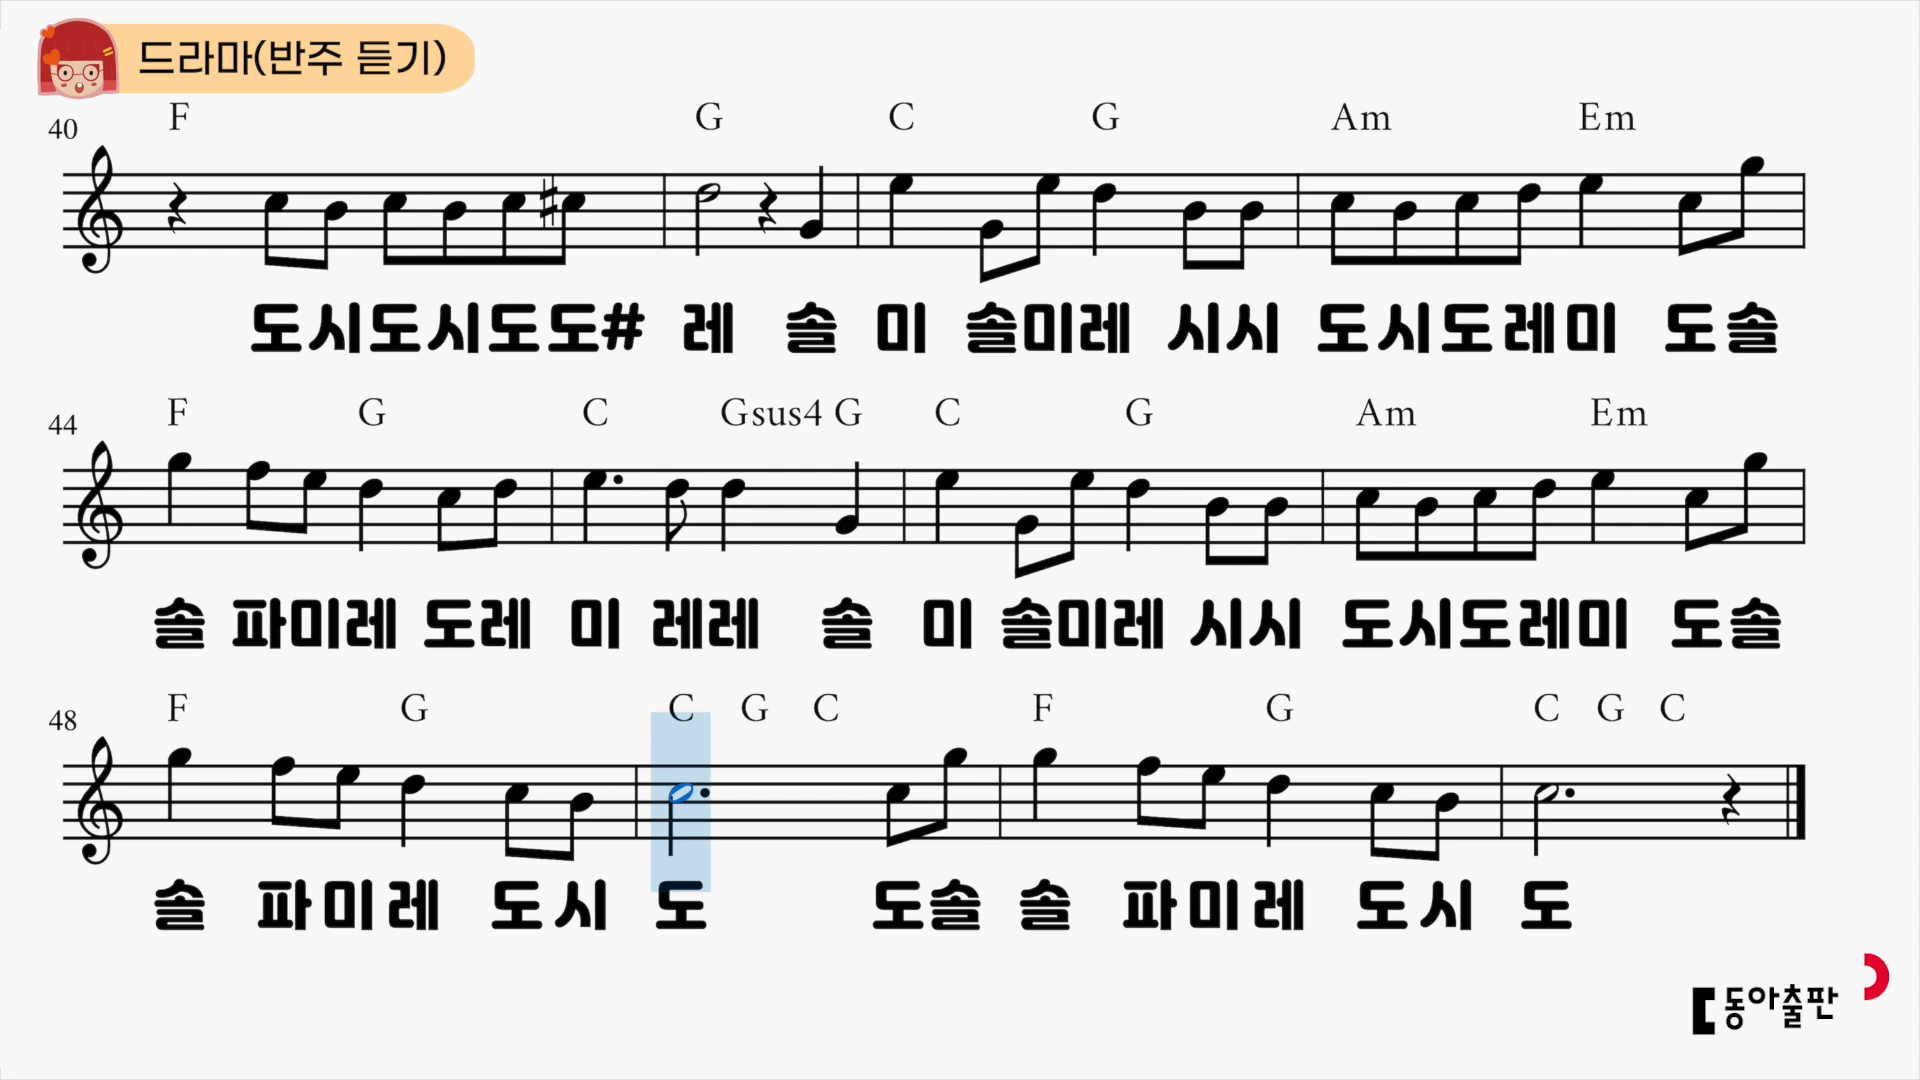 드라마(반주 듣기)
40 F G C G Am Em
도시도시도도# 레 솔 미 솔미레 시시 도시도레미 도솔
44 F G C Gsus4 G C G Am Em
솔 파미레 도레 미 레레 솔 미 솔미레 시시 도시도레미 도솔
48 F G C G C F G C G C
솔 파미레 도시 도 도솔 솔 파미레 도시 도
동아출판